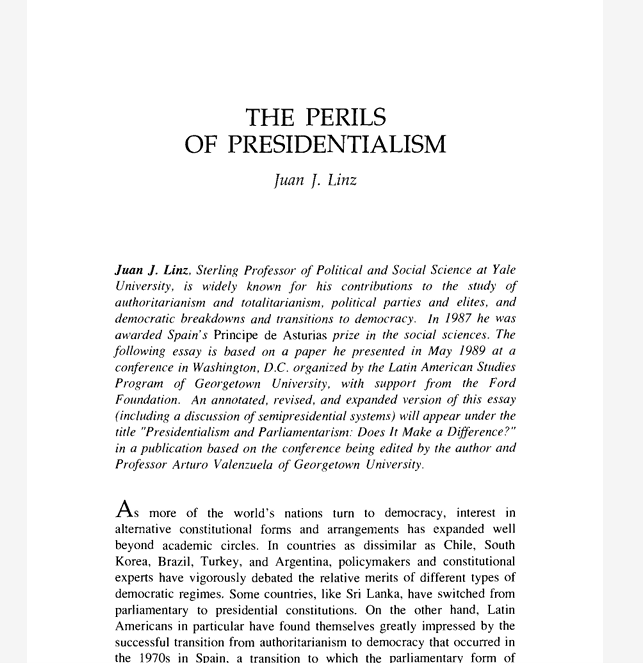 THE PERILS
OF PRESIDENTIALISM
Juan J. Linz
Juan J. Linz, Sterling Professor of Political and Social Science at Yale
University, is widely known for his contributions to the study of
authoritarianism and totalitarianism, political parties and elites, and
democratic breakdowns and transitions to democracy. In 1987 he was
awarded Spain's Principe de Asturias prize in the social sciences. The
following essay is based on a paper he presented in May 1989 at a
conference in Washington, D.C. organized by the Latin American Studies
Program of Georgetown University, with support from the Ford
Foundation. An annotated, revised, and expanded version of this essay
(including a discussion of semipresidential systems) will appear under the
title "Presidentialism and Parliamentarism: Does It Make a Difference?"
in a publication based on the conference being edited by the author and
Professor Arturo Valenzuela of Georgetown University.
As more of the world's nations turn to democracy, interest in
alternative constitutional forms and arrangements has expanded well
beyond academic circles. In countries as dissimilar as Chile, South
Korea, Brazil, Turkey, and Argentina, policymakers and constitutional
experts have vigorously debated the relative merits of different types of
democratic regimes. Some countries, like Sri Lanka, have switched from
parliamentary to presidential constitutions. On the other hand, Latin
Americans in particular have found themselves greatly impressed by the
successful transition from authoritarianism to democracy that occurred in
the 1970s in Spain, a transition to which the parliamentary form of